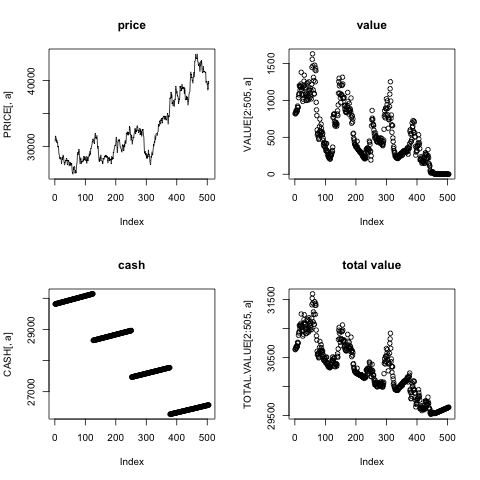 price
PRICE[, a]
40000
30000
0 100 200 300 400 500
Index
value
VALUE[2:505, a]
1500
1000
500
0
0 100 200 300 400 500
Index
cash
CASH[, a]
29000
27000
0 100 200 300 400 500
Index
total value
TOTAL.VALUE[2:505, a]
31500
30500
29500
0 100 200 300 400 500
Index